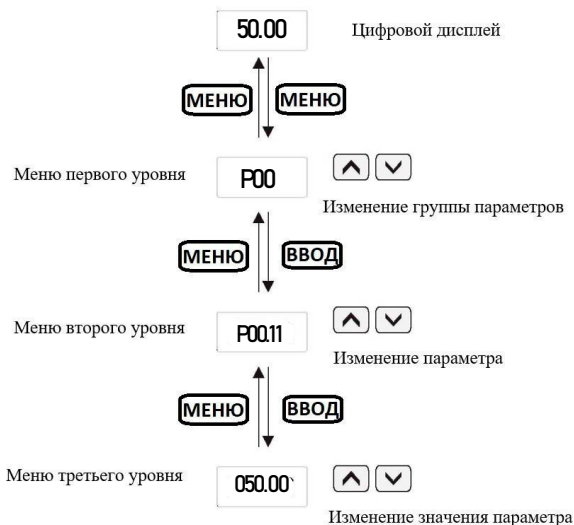 50.00 Цифровой дисплей
МЕНЮ МЕНЮ
Меню первого уровня P00
Изменение группы параметров
МЕНЮ ВВОД
Меню второго уровня P00.11
Изменение параметра
МЕНЮ ВВОД
Меню третьего уровня 050.00`
Изменение значения параметра